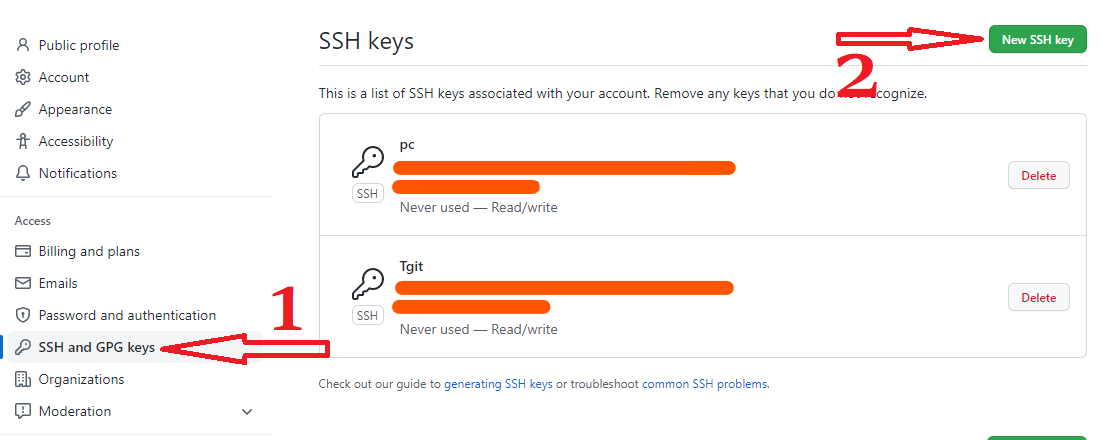 Public profile
Account
Appearance
Accessibility
Notifications
Access
Billing and plans
Emails
Password and authentication
SSH and GPG keys
Organizations
Moderation
1
SSH keys
New SSH key
2
This is a list of SSH keys associated with your account. Remove any keys that you do not recognize.
pc
SSH
Never used — Read/write
Delete
Tgit
SSH
Never used — Read/write
Delete
Check out our guide to generating SSH keys or troubleshoot common SSH problems.